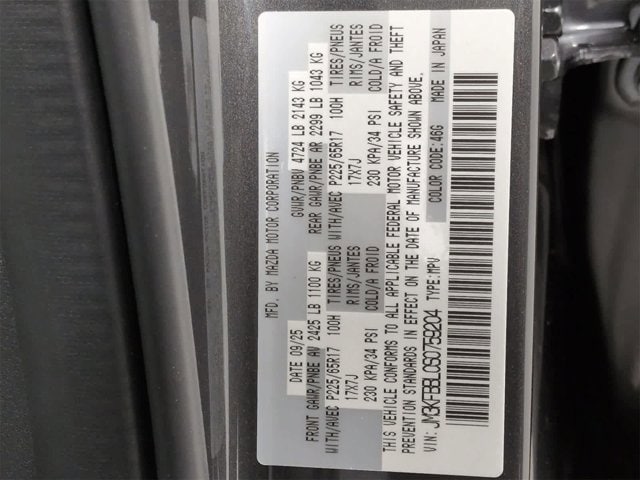 MFD. BY MAZDA MOTOR CORPORATION
DATE 09/25 GVWR/PNBV 4724 LB 2143 KG
FRONT GAWR/PNBE AV 2425 LB 1100 KG REAR GAWR/PNBE AR 2299 LB 1043 KG
WITH/AVEC P225/65R17 100H TIRES/PNEUS WITH/AVEC P225/65R17 100H TIRES/PNEUS
17X7J RIMS/JANTES 17X7J RIMS/JANTES
230 KPA/34 PSI COLD/A FROID 230 KPA/34 PSI COLD/A FROID
THIS VEHICLE CONFORMS TO ALL APPLICABLE FEDERAL MOTOR VEHICLE SAFETY AND THEFT
PREVENTION STANDARDS IN EFFECT ON THE DATE OF MANUFACTURE SHOWN ABOVE.
VIN: JM3KFBBL0S0759204 TYPE: MPV COLOR CODE: 46G MADE IN JAPAN